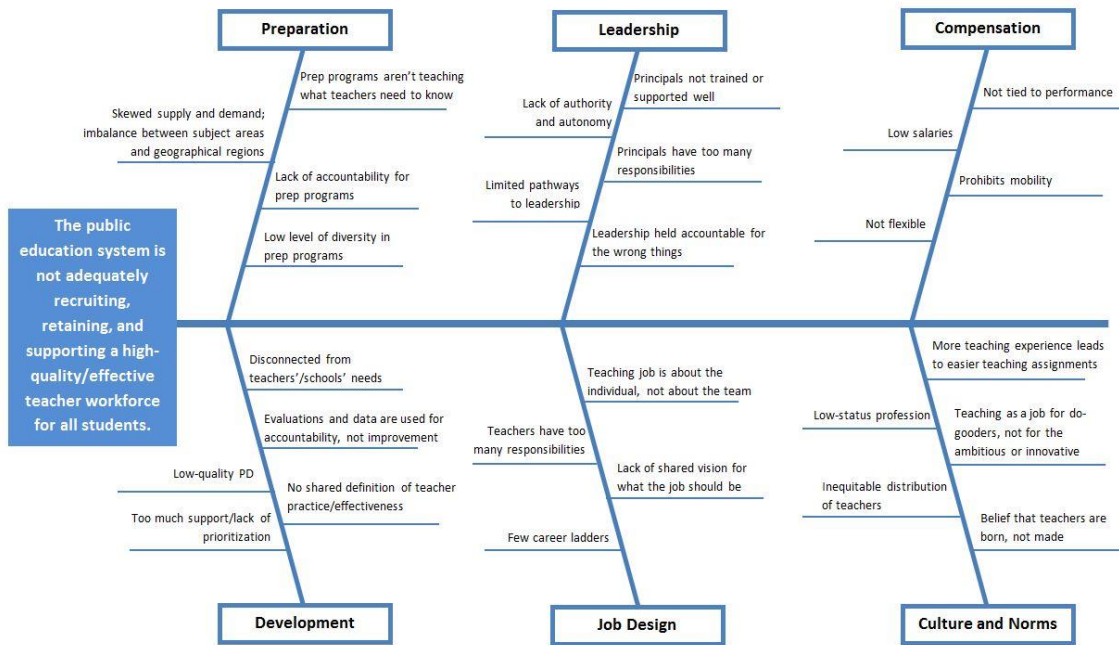 Preparation
Leadership
Compensation
Prep programs aren't teaching
what teachers need to know
Skewed supply and demand;
imbalance between subject areas
and geographical regions
Lack of accountability for
prep programs
Low level of diversity in
prep programs
Principals not trained or
supported well
Lack of authority
and autonomy
Principals have too many
responsibilities
Limited pathways
to leadership
Leadership held accountable for
the wrong things
Not tied to performance
Low salaries
Prohibits mobility
Not flexible
The public
education system is
not adequately
recruiting,
retaining, and
supporting a high-
quality/effective
teacher workforce
for all students.
Disconnected from
teachers'/schools' needs
Evaluations and data are used for
accountability, not improvement
Low-quality PD
No shared definition of teacher
practice/effectiveness
Too much support/lack of
prioritization
Teaching job is about the
individual, not about the team
Teachers have too
many responsibilities
Lack of shared vision for
what the job should be
Few career ladders
More teaching experience leads
to easier teaching assignments
Low-status profession
Teaching as a job for do-
gooders, not for the
ambitious or innovative
Inequitable distribution
of teachers
Belief that teachers are
born, not made
Development
Job Design
Culture and Norms